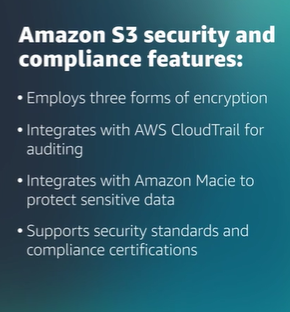 Amazon S3 security and
compliance features:
• Employs three forms of encryption
• Integrates with AWS CloudTrail for
auditing
• Integrates with Amazon Macie to
protect sensitive data
• Supports security standards and
compliance certifications